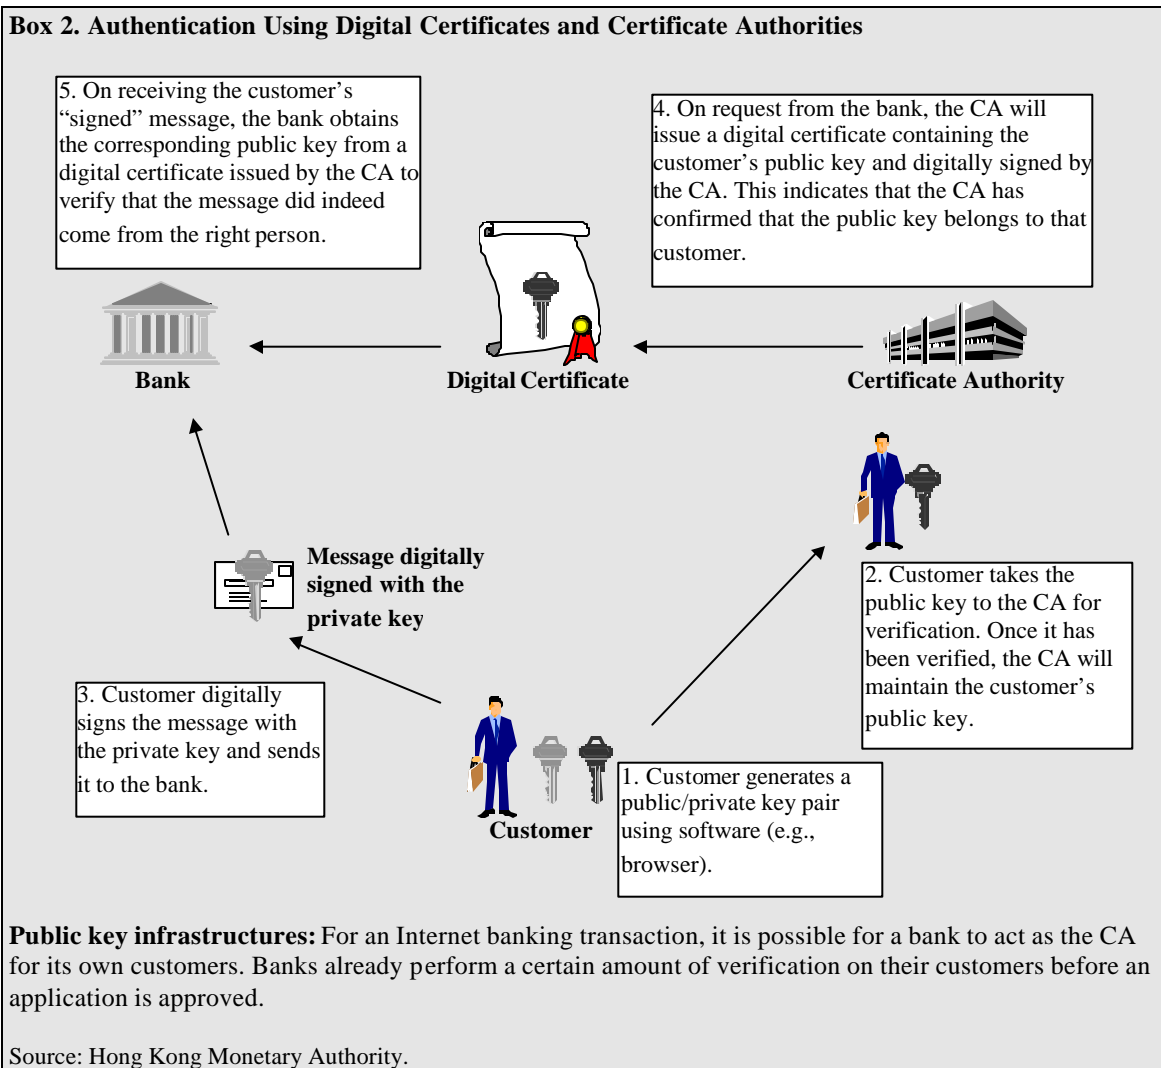 Box 2. Authentication Using Digital Certificates and Certificate Authorities
5. On receiving the customer’s
“signed” message, the bank obtains
the corresponding public key from a
digital certificate issued by the CA to
verify that the message did indeed
come from the right person.
4. On request from the bank, the CA will
issue a digital certificate containing the
customer’s public key and digitally signed by
the CA. This indicates that the CA has
confirmed that the public key belongs to that
customer.
Bank
Digital Certificate
Certificate Authority
Message digitally
signed with the
private key
2. Customer takes the
public key to the CA for
verification. Once it has
been verified, the CA will
maintain the customer’s
public key.
3. Customer digitally
signs the message with
the private key and sends
it to the bank.
Customer
1. Customer generates a
public/private key pair
using software (e.g.,
browser).
Public key infrastructures: For an Internet banking transaction, it is possible for a bank to act as the CA
for its own customers. Banks already perform a certain amount of verification on their customers before an
application is approved.
Source: Hong Kong Monetary Authority.